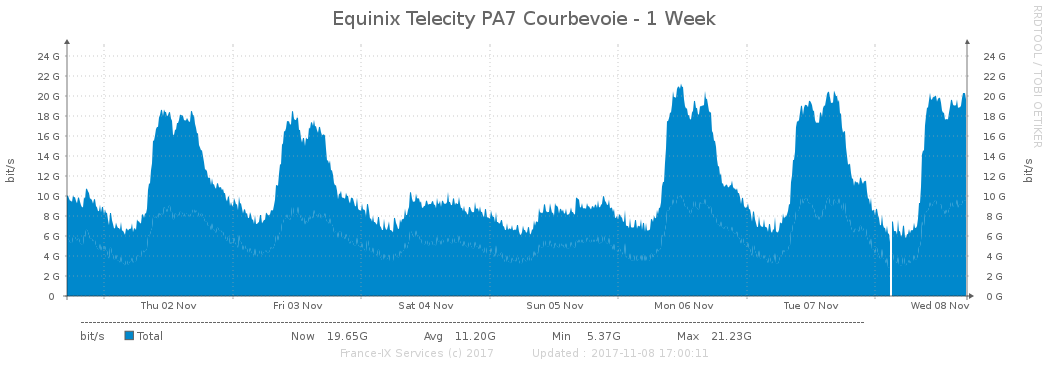 Equinix Telecity PA7 Courbevoie - 1 Week
RRDTOOL / TOBI OETIKER
bit/s
24 G
22 G
20 G
18 G
16 G
14 G
12 G
10 G
8 G
6 G
4 G
2 G
0
24 G
22 G
20 G
18 G
16 G
14 G
12 G
10 G
8 G
6 G
4 G
2 G
0 G
bit/s
Thu 02 Nov Fri 03 Nov Sat 04 Nov Sun 05 Nov Mon 06 Nov Tue 07 Nov Wed 08 Nov
bit/s Total Now 19.65G Avg 11.20G Min 5.37G Max 21.23G
France-IX Services (c) 2017 Updated : 2017-11-08 17:00:11